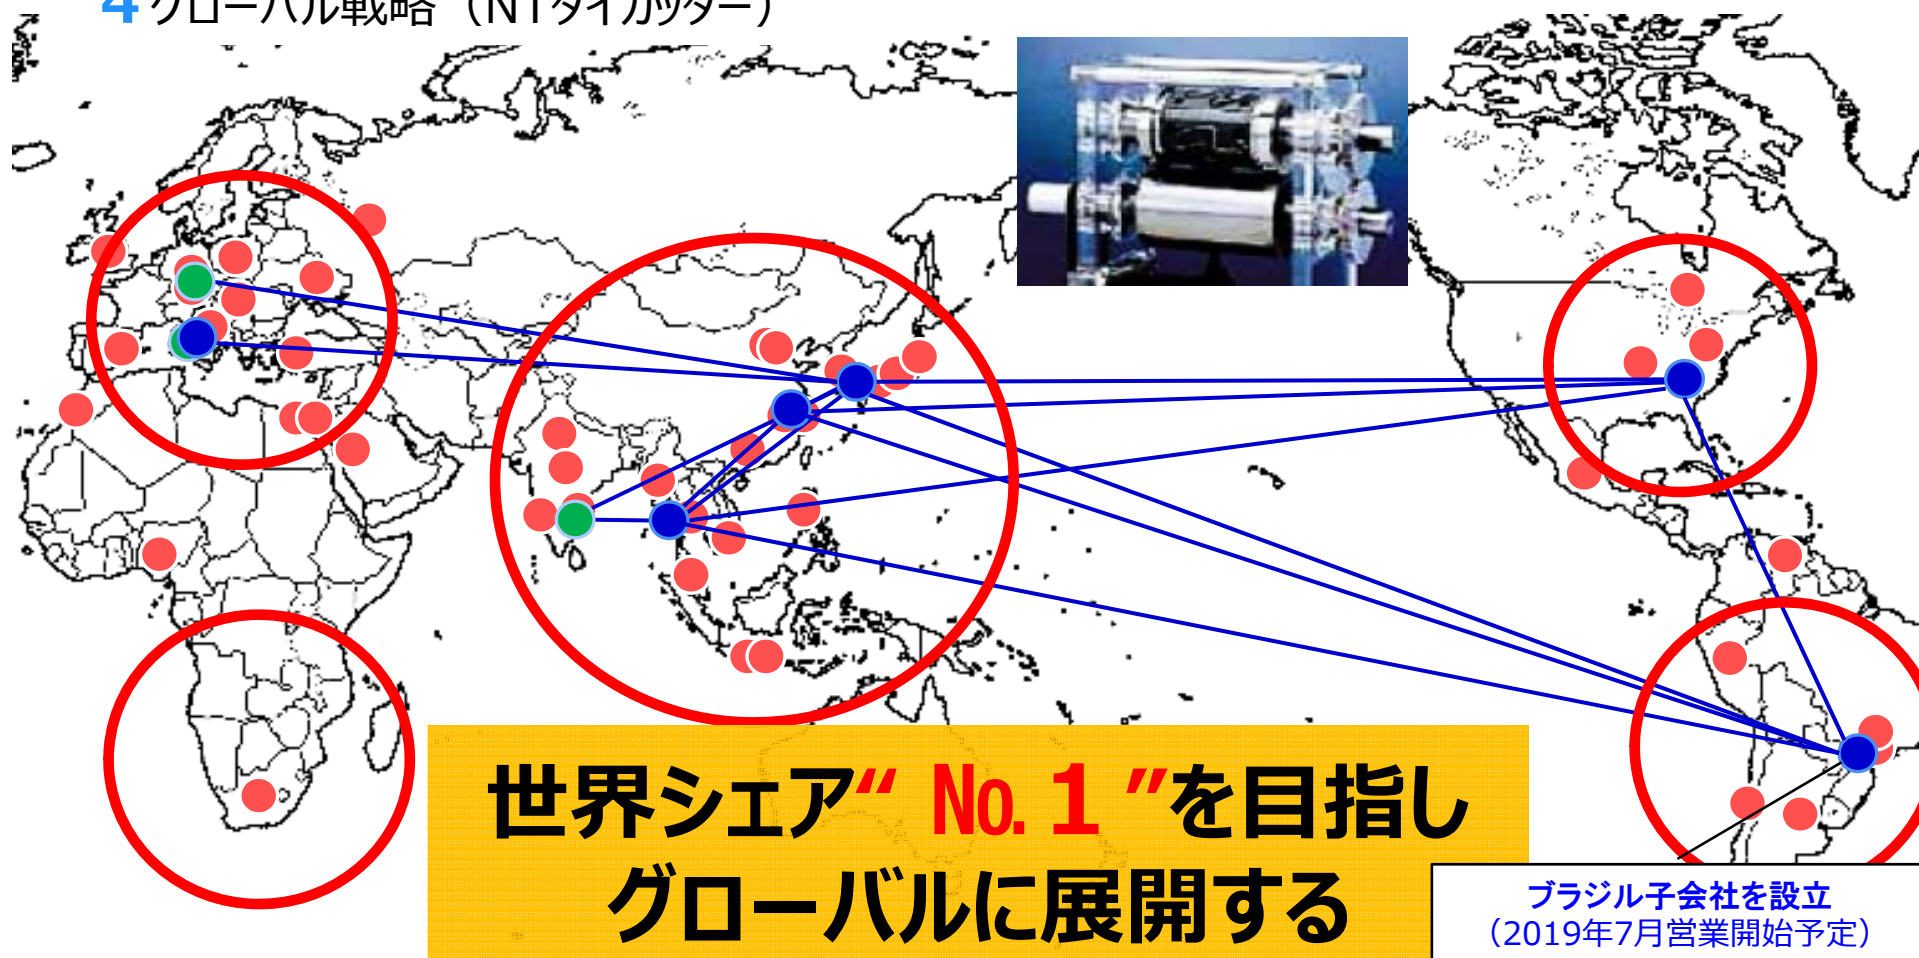 4 グローバル戦略（NTダイカッター）
世界シェア“ №１ ”を目指し
グローバルに展開する
ブラジル子会社を設立
（2019年7月営業開始予定）